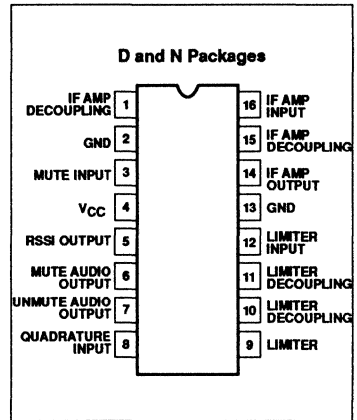 D and N Packages
IF AMP
DECOUPLING 1
GND 2
MUTE INPUT 3
VCC 4
RSSI OUTPUT 5
MUTE AUDIO
OUTPUT 6
UNMUTE AUDIO
OUTPUT 7
QUADRATURE
INPUT 8
16 IF AMP
INPUT
15 IF AMP
DECOUPLING
14 IF AMP
OUTPUT
13 GND
12 LIMITER
INPUT
11 LIMITER
DECOUPLING
10 LIMITER
DECOUPLING
9 LIMITER